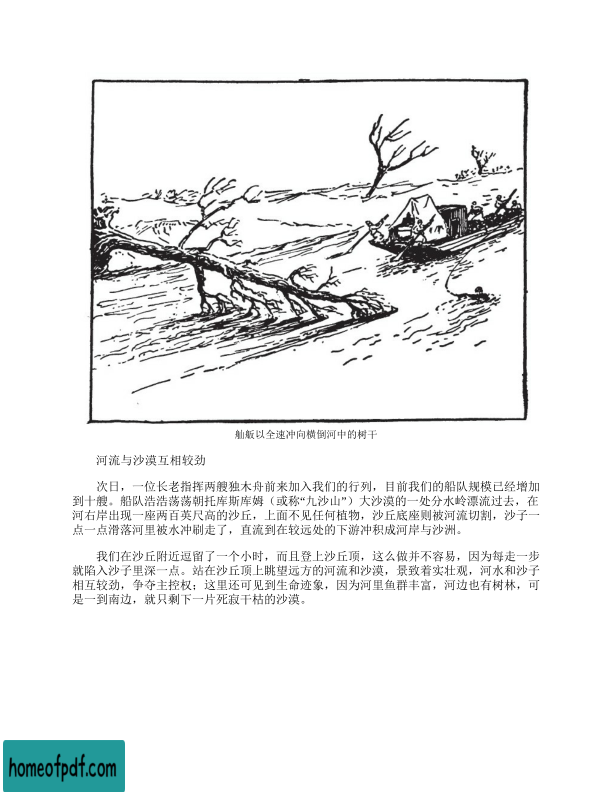 舢舨以全速冲向横倒河中的树干
河流与沙漠互相较劲
次日，一位长老指挥两艘独木舟前来加入我们的行列，目前我们的船队规模已经增加
到十艘。船队浩浩荡荡朝托库斯库姆（或称“九沙山”）大沙漠的一处分水岭漂流过去，在
河右岸出现一座两百英尺高的沙丘，上面不见任何植物，沙丘底座则被河流切割，沙子一
点一点滑落河里被水冲刷走了，直流到在较远处的下游冲积成河岸与沙洲。
我们在沙丘附近逗留了一个小时，而且登上沙丘顶，这么做并不容易，因为每走一步
就陷入沙子里深一点。站在沙丘顶上眺望远方的河流和沙漠，景致着实壮观，河水和沙子
相互较劲，争夺主控权；这里还可见到生命迹象，因为河里鱼群丰富，河边也有树林，可
是一到南边，就只剩下一片死寂干枯的沙漠。
homeofpdf.com